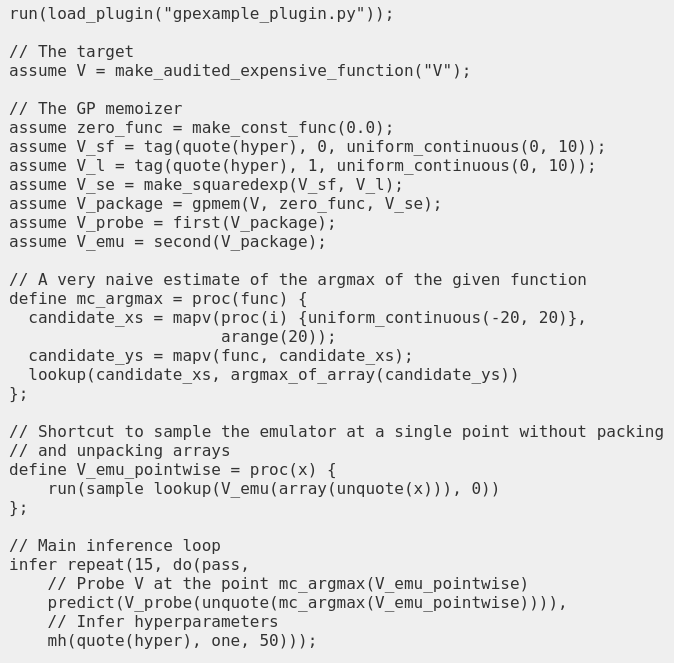 run(load_plugin("gpexample_plugin.py"));

// The target
assume V = make_audited_expensive_function("V");

// The GP memoizer
assume zero_func = make_const_func(0.0);
assume V_sf = tag(quote(hyper), 0, uniform_continuous(0, 10));
assume V_l = tag(quote(hyper), 1, uniform_continuous(0, 10));
assume V_se = make_squaredexp(V_sf, V_l);
assume V_package = gpmem(V, zero_func, V_se);
assume V_probe = first(V_package);
assume V_emu = second(V_package);

// A very naive estimate of the argmax of the given function
define mc_argmax = proc(func) {
  candidate_xs = mapv(proc(i) {uniform_continuous(-20, 20)},
                      arange(20));
  candidate_ys = mapv(func, candidate_xs);
  lookup(candidate_xs, argmax_of_array(candidate_ys))
};

// Shortcut to sample the emulator at a single point without packing
// and unpacking arrays
define V_emu_pointwise = proc(x) {
    run(sample lookup(V_emu(array(unquote(x))), 0))
};

// Main inference loop
infer repeat(15, do(pass,
    // Probe V at the point mc_argmax(V_emu_pointwise)
    predict(V_probe(unquote(mc_argmax(V_emu_pointwise)))),
    // Infer hyperparameters
    mh(quote(hyper), one, 50)));